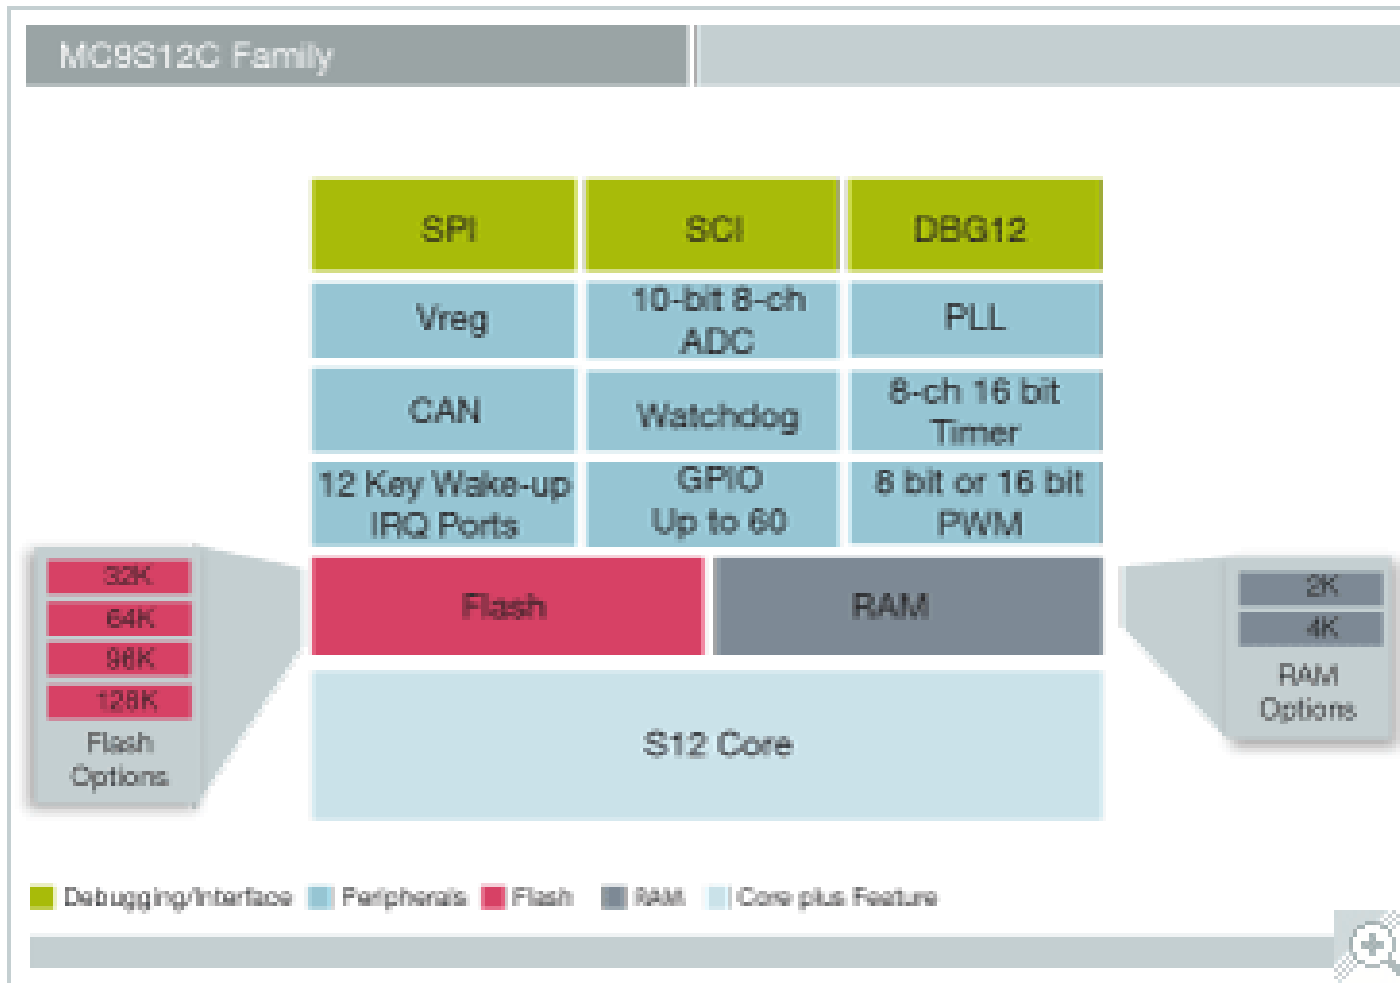 MC9S12C Family
SPI
SCI
DBG12
Vreg
10-bit 8-ch
ADC
PLL
CAN
Watchdog
8-ch 16 bit
Timer
12 Key Wake-up
IRQ Ports
GPIO
Up to 60
8 bit or 16 bit
PWM
32K
64K
96K
128K
Flash
Options
Flash
RAM
2K
4K
RAM
Options
S12 Core
Debugging/Interface
Peripherals
Flash
RAM
Core plus Feature